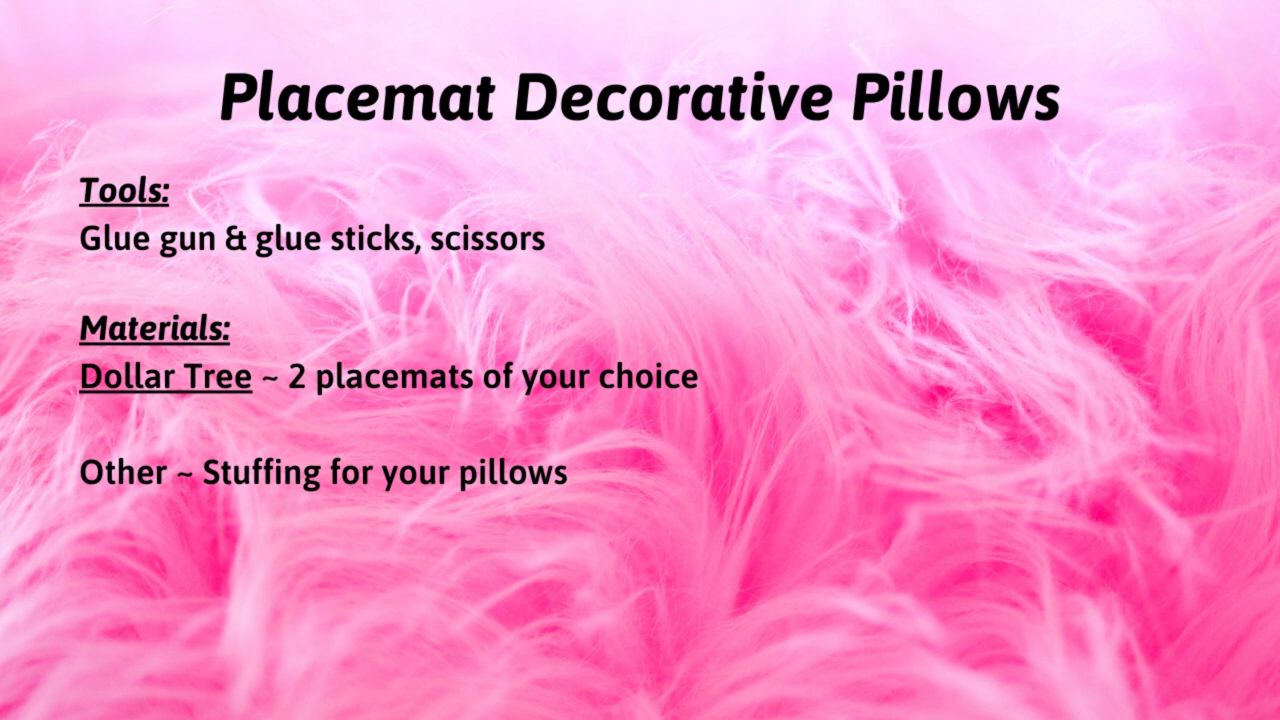 Placemat Decorative Pillows
Tools:
Glue gun & glue sticks, scissors
Materials:
Dollar Tree ~ 2 placemats of your choice
Other ~ Stuffing for your pillows